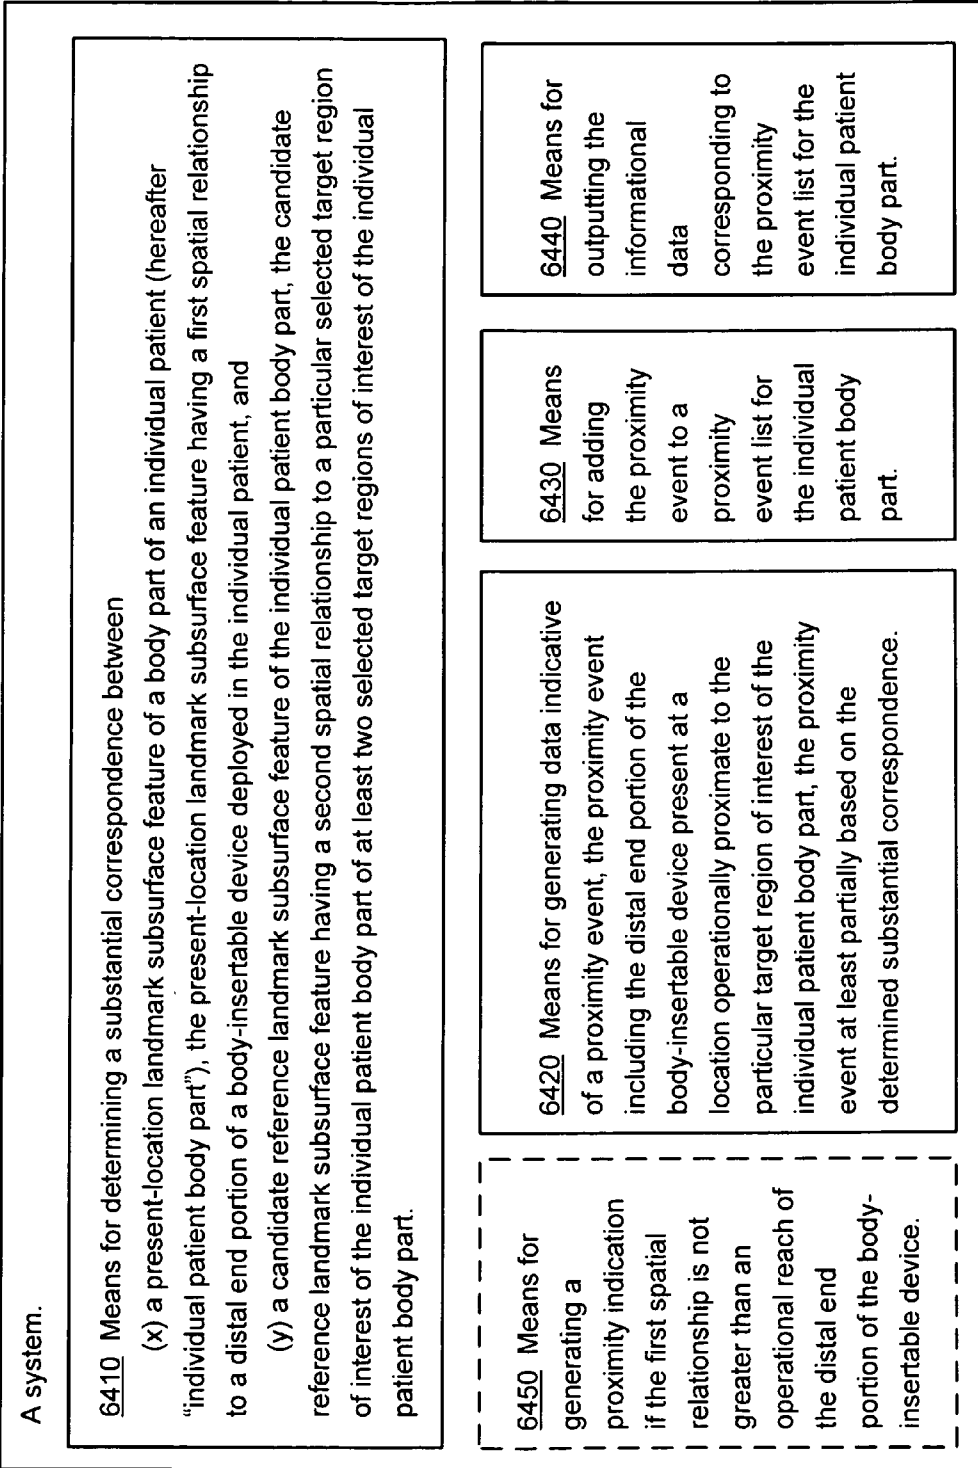 A system.
6410 Means for determining a substantial correspondence between
(x) a present-location landmark subsurface feature of a body part of an individual patient (hereafter
“individual patient body part”), the present-location landmark subsurface feature having a first spatial relationship
to a distal end portion of a body-insertable device deployed in the individual patient, and
(y) a candidate reference landmark subsurface feature of the individual patient body part, the candidate
reference landmark subsurface feature having a second spatial relationship to a particular selected target region
of interest of the individual patient body part of at least two selected target regions of interest of the individual
patient body part.
6450 Means for
generating a
proximity indication
if the first spatial
relationship is not
greater than an
operational reach of
the distal end
portion of the body-
insertable device.
6420 Means for generating data indicative
of a proximity event, the proximity event
including the distal end portion of the
body-insertable device present at a
location operationally proximate to the
particular target region of interest of the
individual patient body part, the proximity
event at least partially based on the
determined substantial correspondence.
6430 Means
for adding
the proximity
event to a
proximity
event list for
the individual
patient body
part.
6440 Means for
outputting the
informational
data
corresponding to
the proximity
event list for the
individual patient
body part.